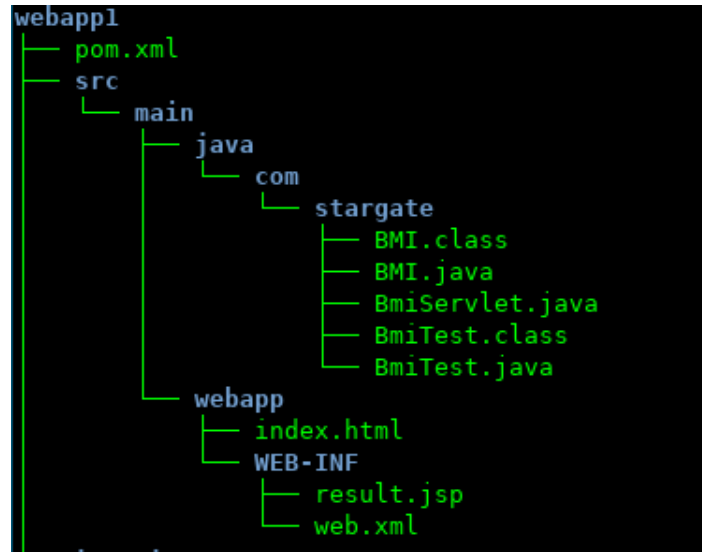 webapp1
pom.xml
src
main
java
com
stargate
BMI.class
BMI.java
BmiServlet.java
BmiTest.class
BmiTest.java
webapp
index.html
WEB-INF
result.jsp
web.xml